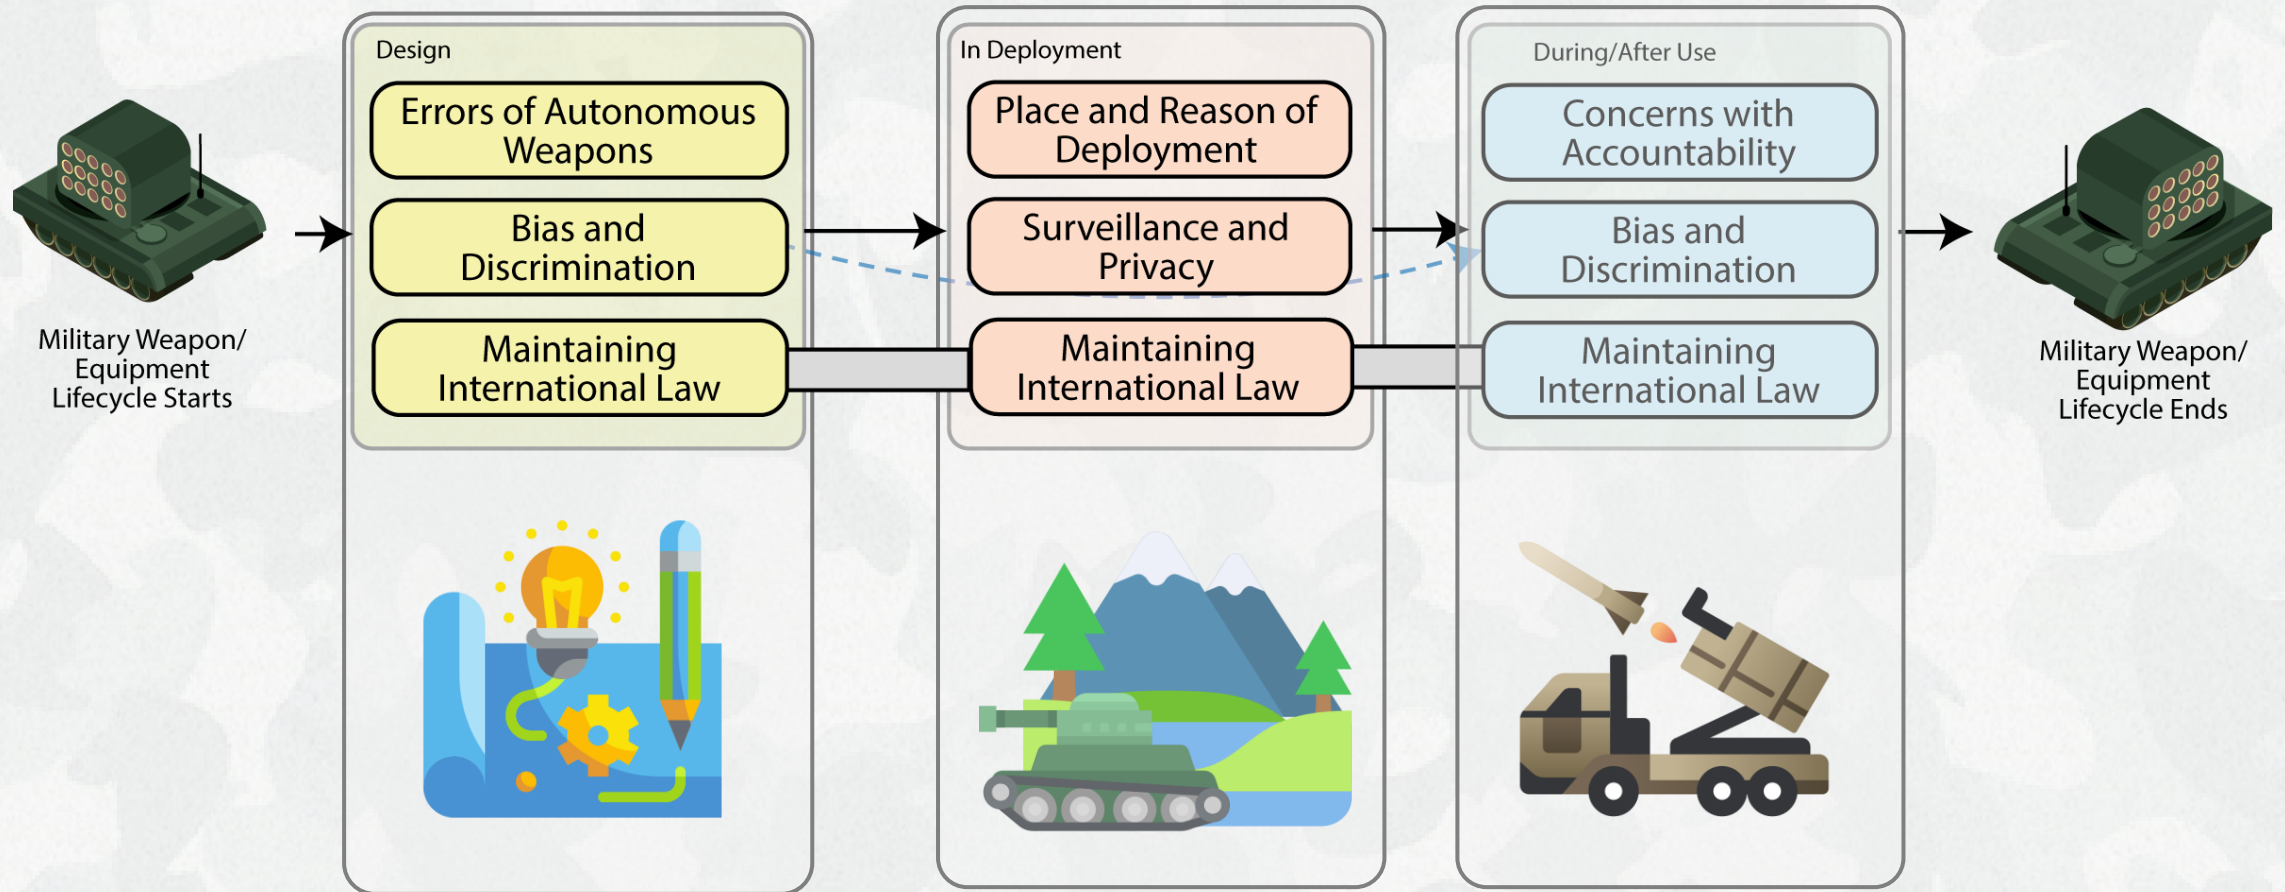 Military Weapon/
Equipment
Lifecycle Starts
Design
Errors of Autonomous
Weapons
Bias and
Discrimination
Maintaining
International Law
In Deployment
Place and Reason of
Deployment
Surveillance and
Privacy
Maintaining
International Law
During/After Use
Concerns with
Accountability
Bias and
Discrimination
Maintaining
International Law
Military Weapon/
Equipment
Lifecycle Ends